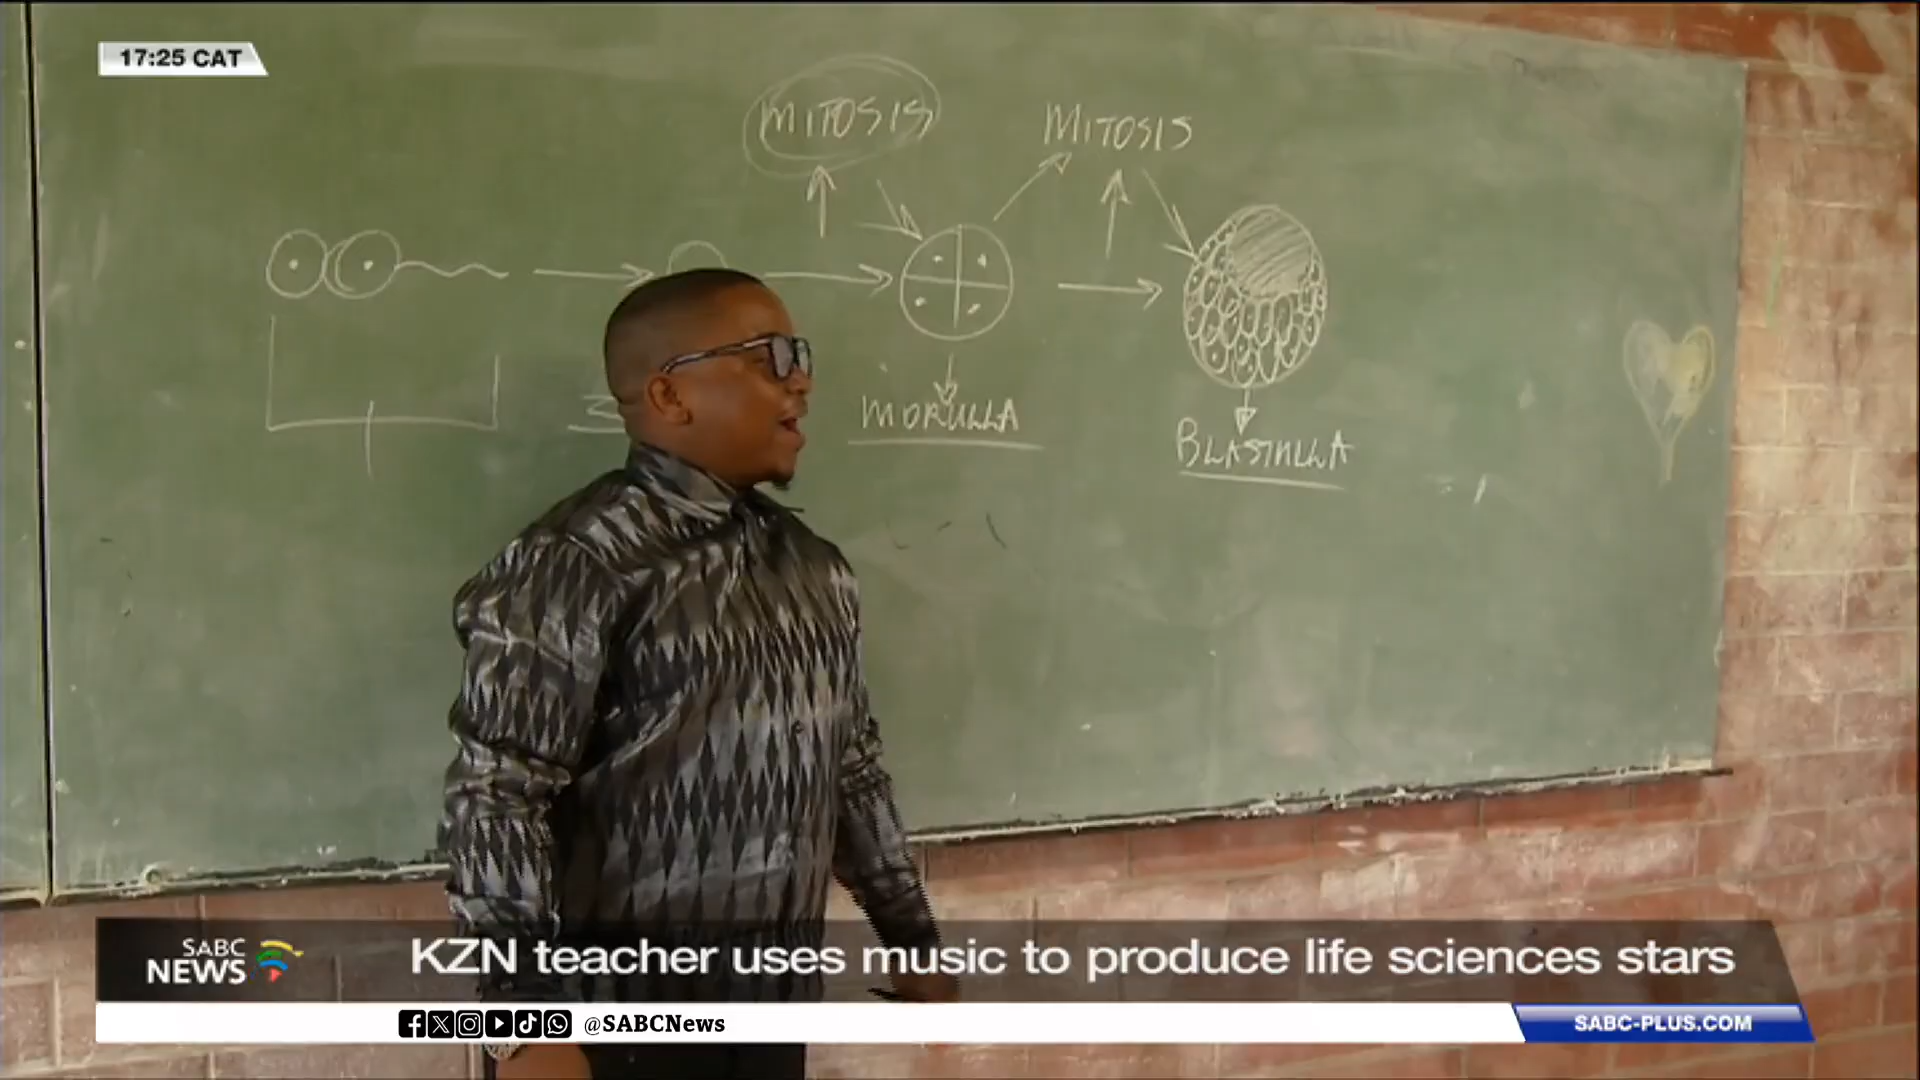 17:25 CAT
MITOSIS
MITOSIS
MORULLA
BLASTULLA
SABC
NEWS
KZN teacher uses music to produce life sciences stars
@SABCNews
SABC-PLUS.COM